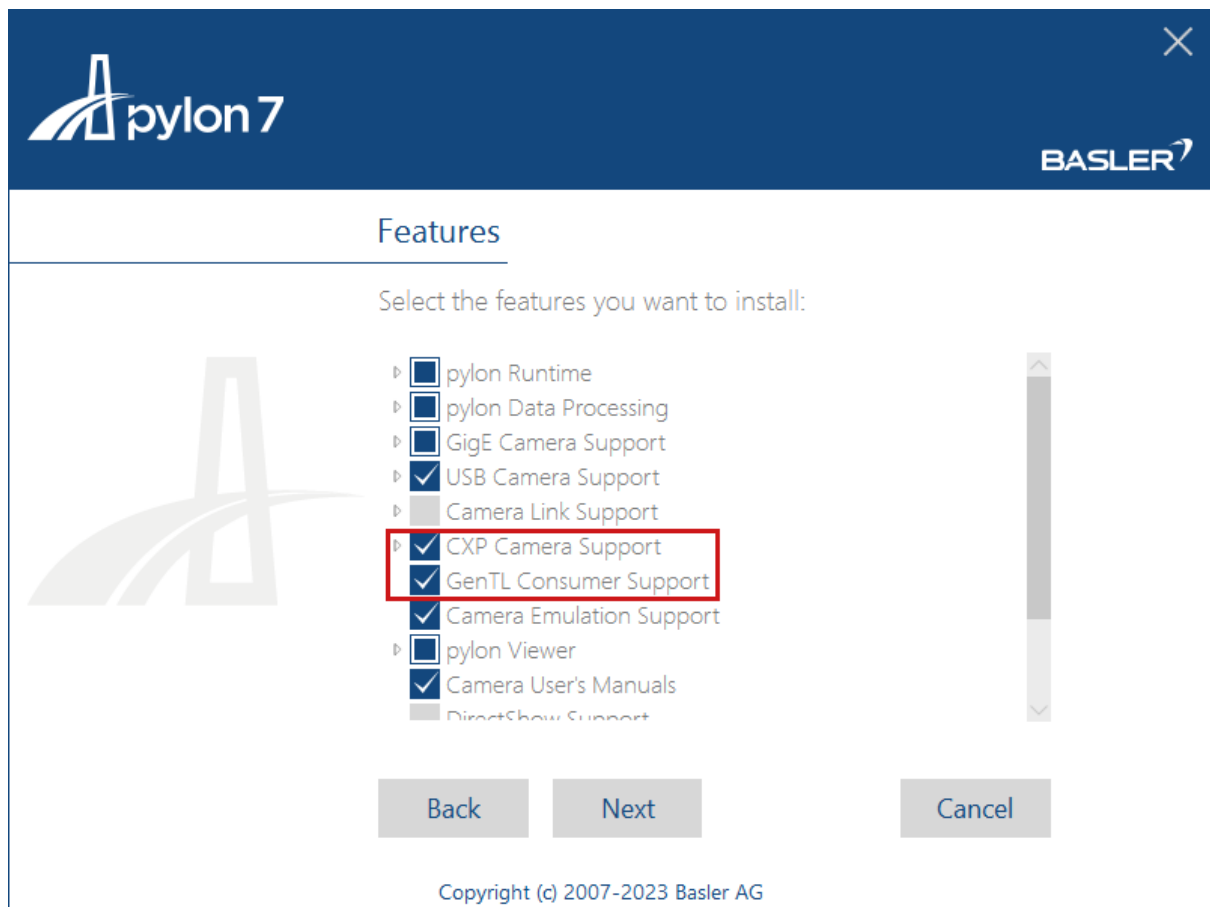 pylon 7
BASLER
Features
Select the features you want to install:
pylon Runtime
pylon Data Processing
GigE Camera Support
USB Camera Support
Camera Link Support
CXP Camera Support
GenTL Consumer Support
Camera Emulation Support
pylon Viewer
Camera User's Manuals
DirectShow Support
Back
Next
Cancel
Copyright (c) 2007-2023 Basler AG